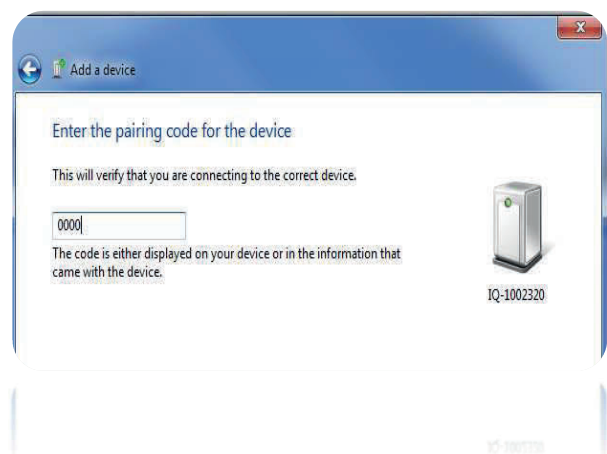 X
Add a device
Enter the pairing code for the device
This will verify that you are connecting to the correct device.
0000
The code is either displayed on your device or in the information that
came with the device.
IQ-1002320